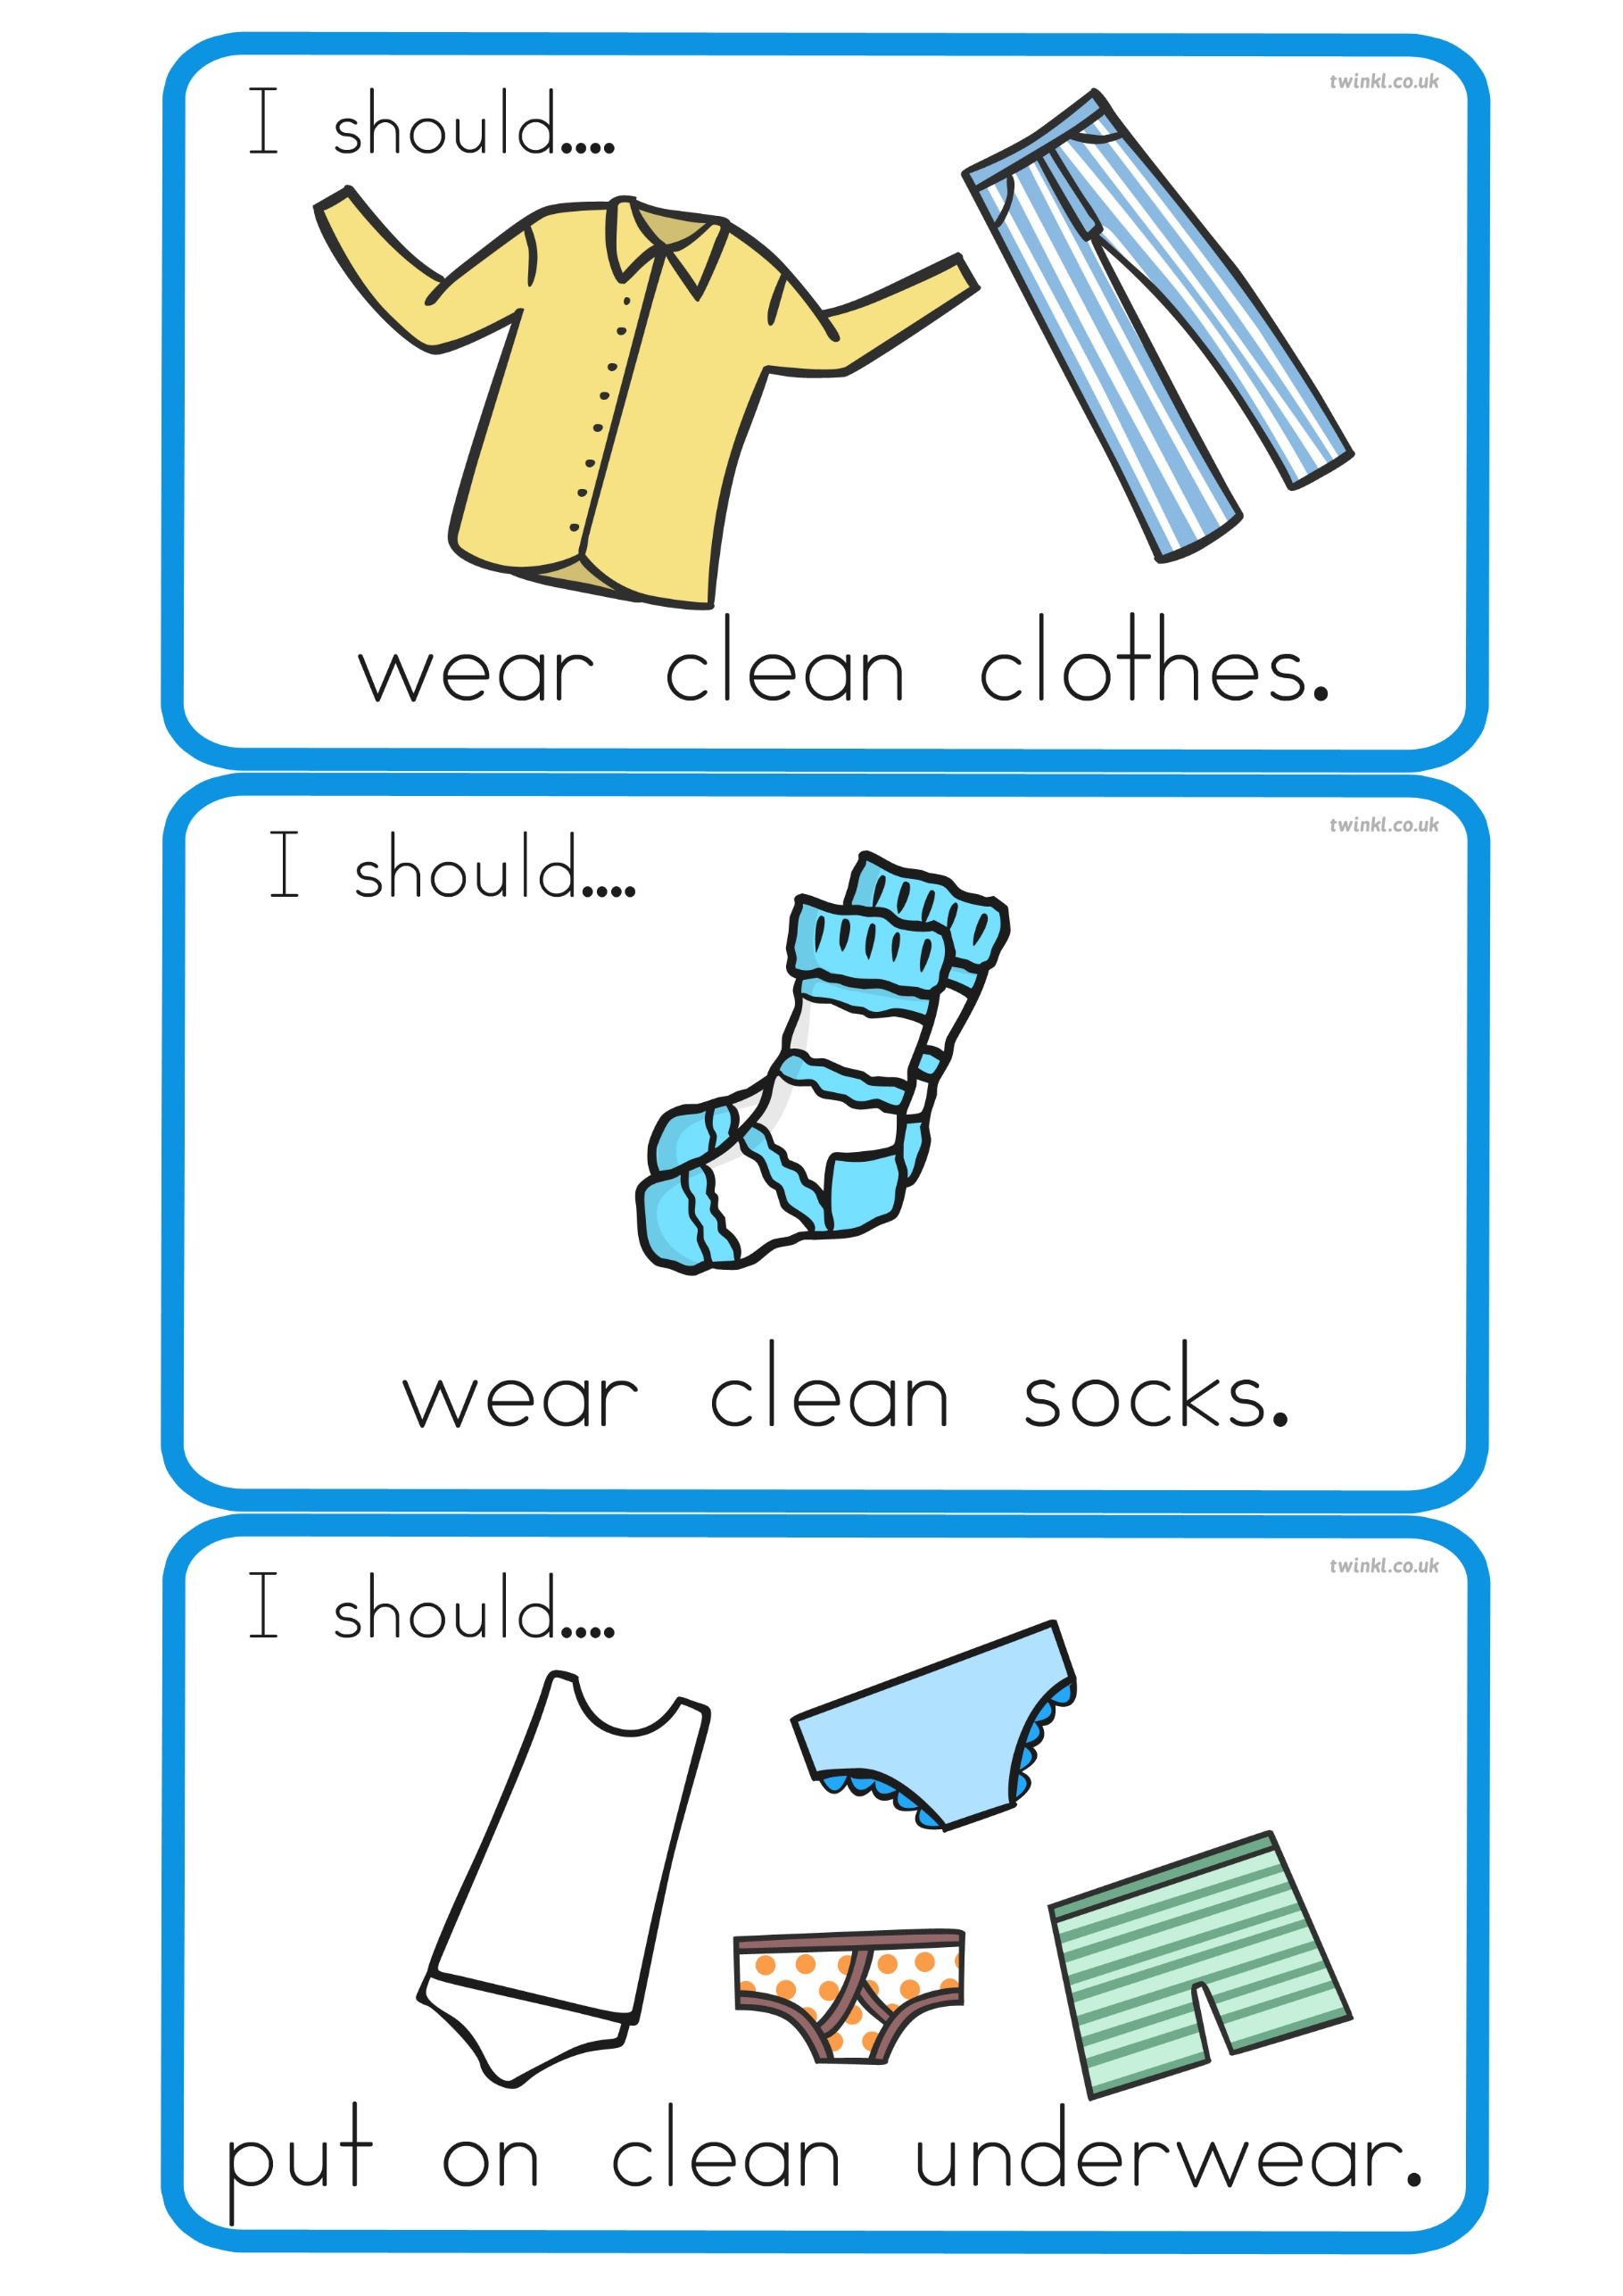 twinkl.co.uk
I should....
wear clean clothes.
twinkl.co.uk
I should....
wear clean socks.
twinkl.co.uk
I should....
put on clean underwear.